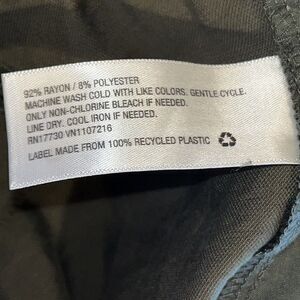 92% RAYON / 8% POLYESTER
MACHINE WASH COLD WITH LIKE COLORS. GENTLE CYCLE.
ONLY NON-CHLORINE BLEACH IF NEEDED.
LINE DRY. COOL IRON IF NEEDED.
RN17730 VN1107216
LABEL MADE FROM 100% RECYCLED PLASTIC